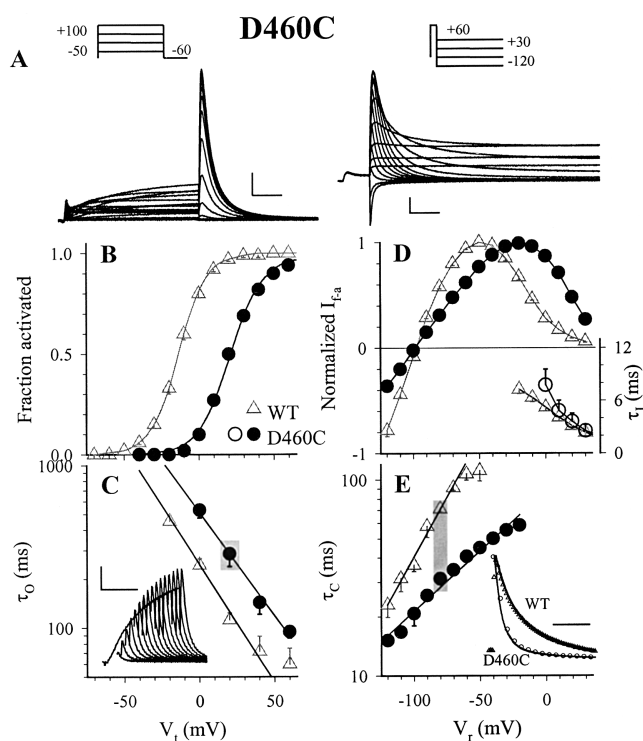 D460C
+100
-50
-60
+60
+30
-120
A
B
Fraction activated
1.0
0.5
0.0
WT
D460C
D
Normalized I_f-a
1
0
-1
12
8
4
0
τ_I (ms)
C
τ_O (ms)
1000
100
-50
0
50
V_t (mV)
E
τ_C (ms)
100
10
WT
D460C
-100
-50
0
V_r (mV)